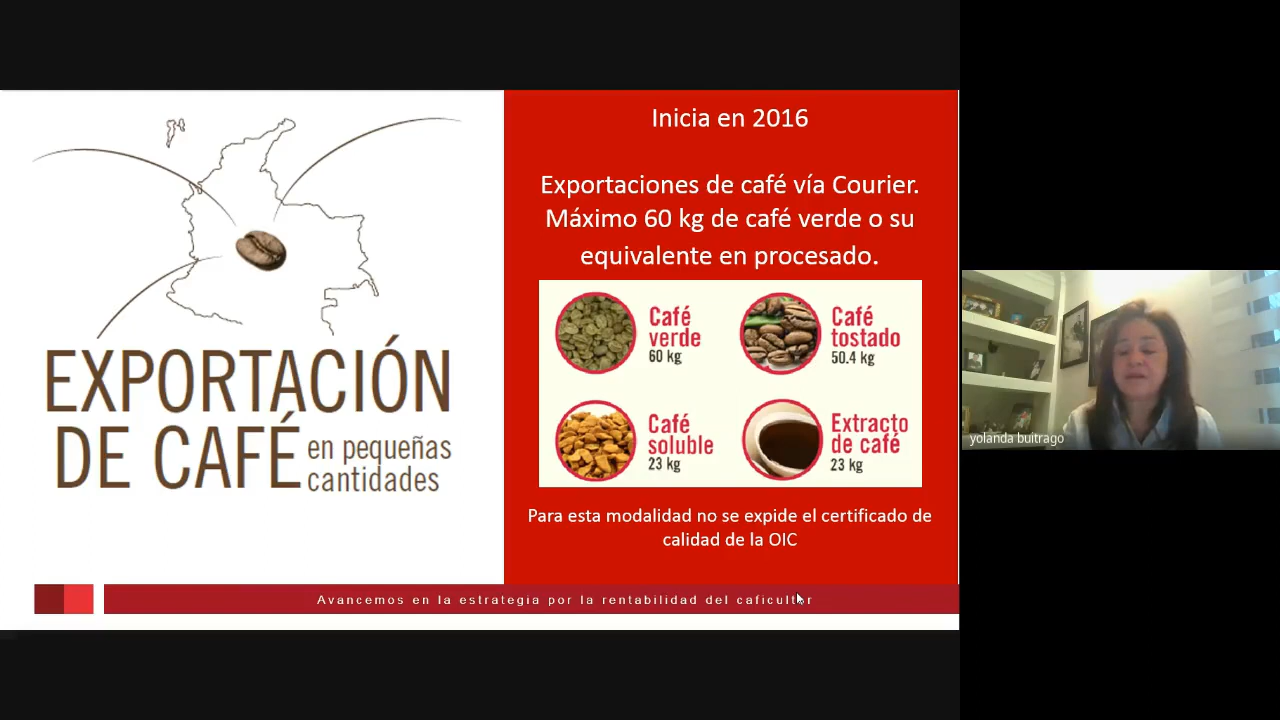 EXPORTACIÓN
DE CAFÉ en pequeñas
cantidades
Inicia en 2016
Exportaciones de café vía Courier.
Máximo 60 kg de café verde o su
equivalente en procesado.
Café
verde
60 kg
Café
tostado
50.4 kg
Café
soluble
23 kg
Extracto
de café
23 kg
Para esta modalidad no se expide el certificado de
calidad de la OIC
Avancemos en la estrategia por la rentabilidad del caficultor
yolanda buitrago